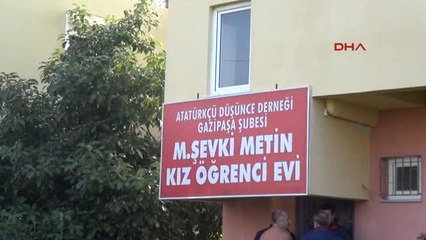 DHA
ATATÜRKÇÜ DÜŞÜNCE DERNEĞİ
GAZİPAŞA ŞUBESİ
M.ŞEVKİ METİN
KIZ ÖĞRENCİ EVİ